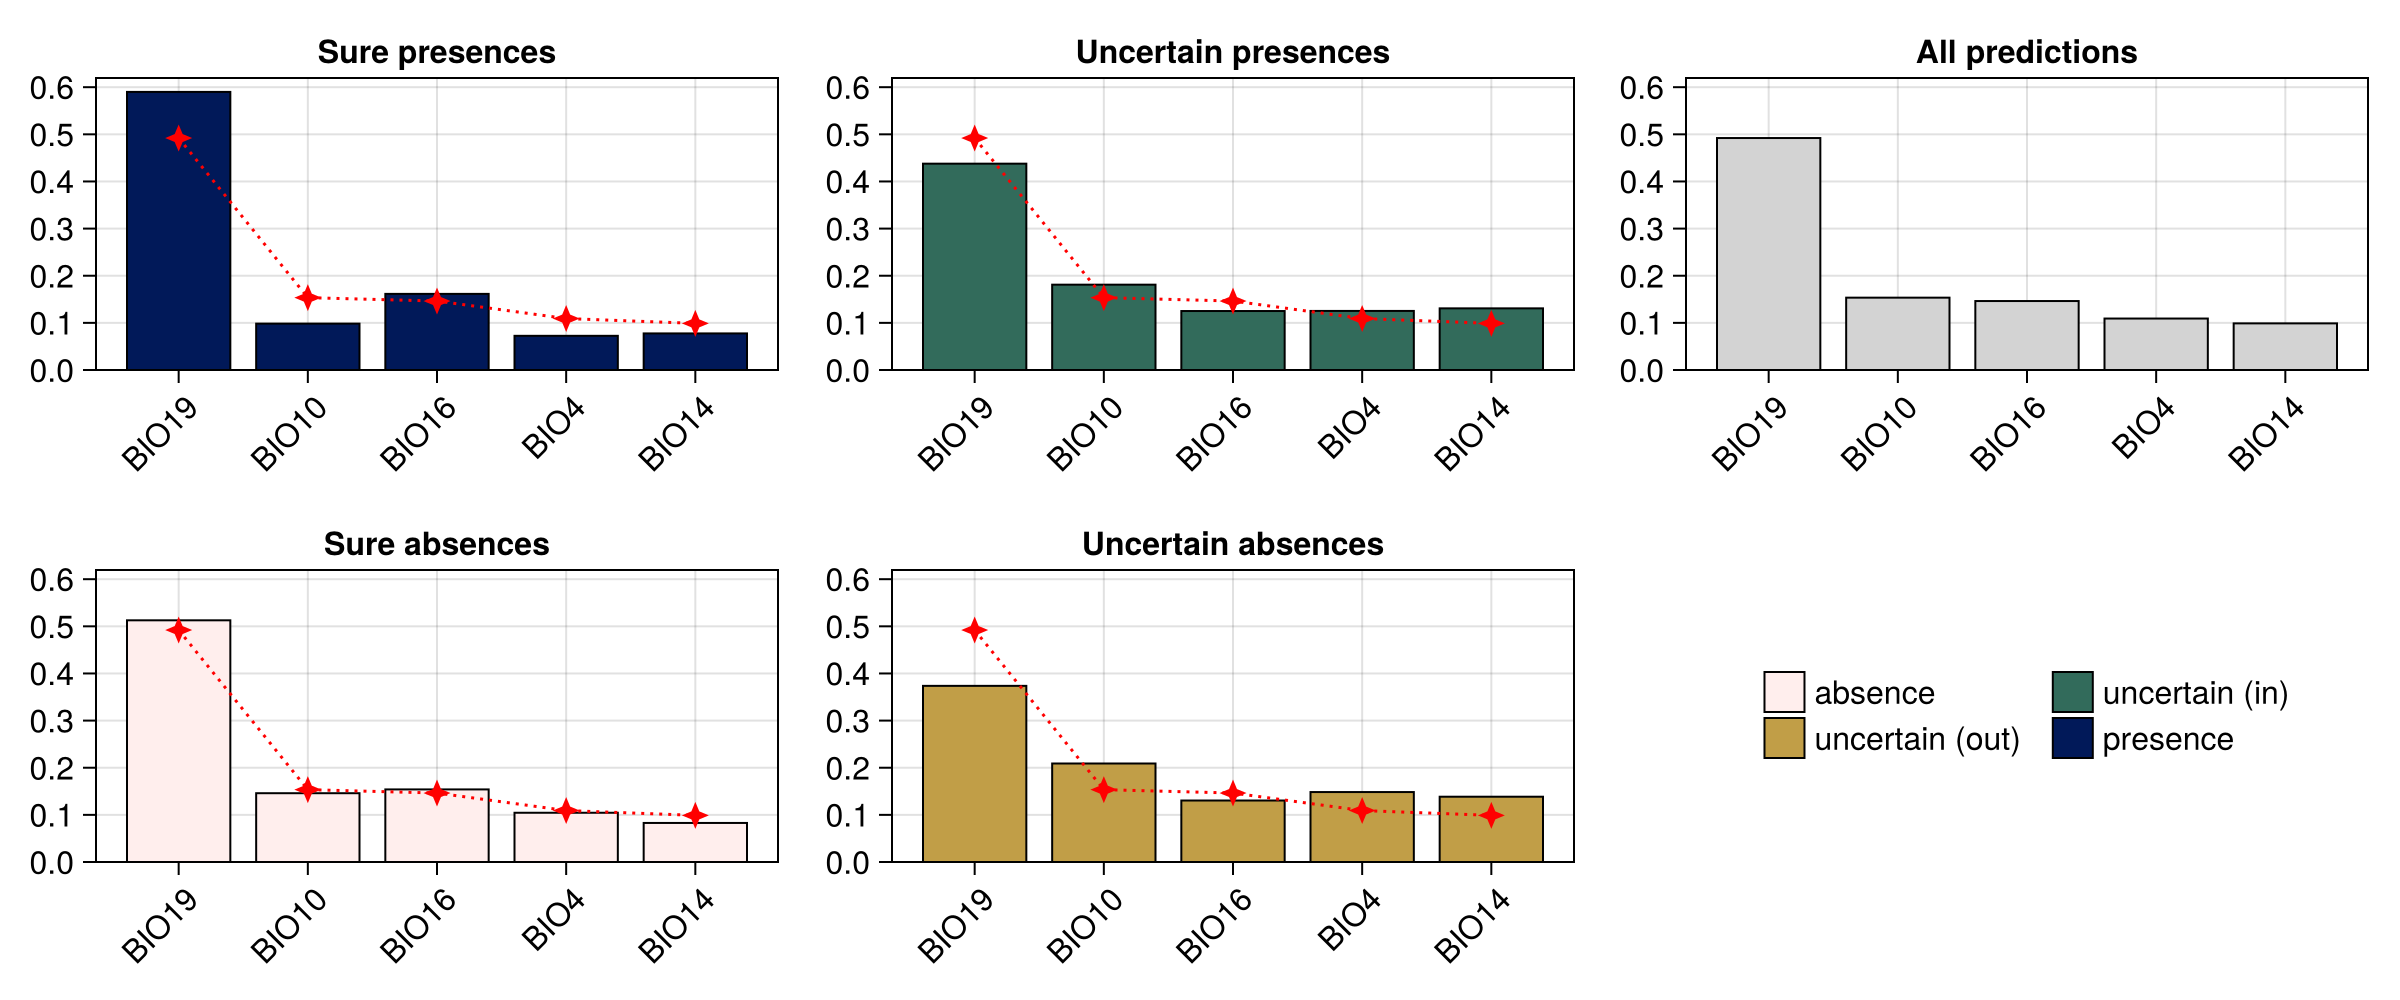 Sure presences
0.6
0.5
0.4
0.3
0.2
0.1
0.0
BIO19
BIO10
BIO16
BIO4
BIO14
Uncertain presences
0.6
0.5
0.4
0.3
0.2
0.1
0.0
BIO19
BIO10
BIO16
BIO4
BIO14
All predictions
0.6
0.5
0.4
0.3
0.2
0.1
0.0
BIO19
BIO10
BIO16
BIO4
BIO14
Sure absences
0.6
0.5
0.4
0.3
0.2
0.1
0.0
BIO19
BIO10
BIO16
BIO4
BIO14
Uncertain absences
0.6
0.5
0.4
0.3
0.2
0.1
0.0
BIO19
BIO10
BIO16
BIO4
BIO14
absence
uncertain (in)
uncertain (out)
presence